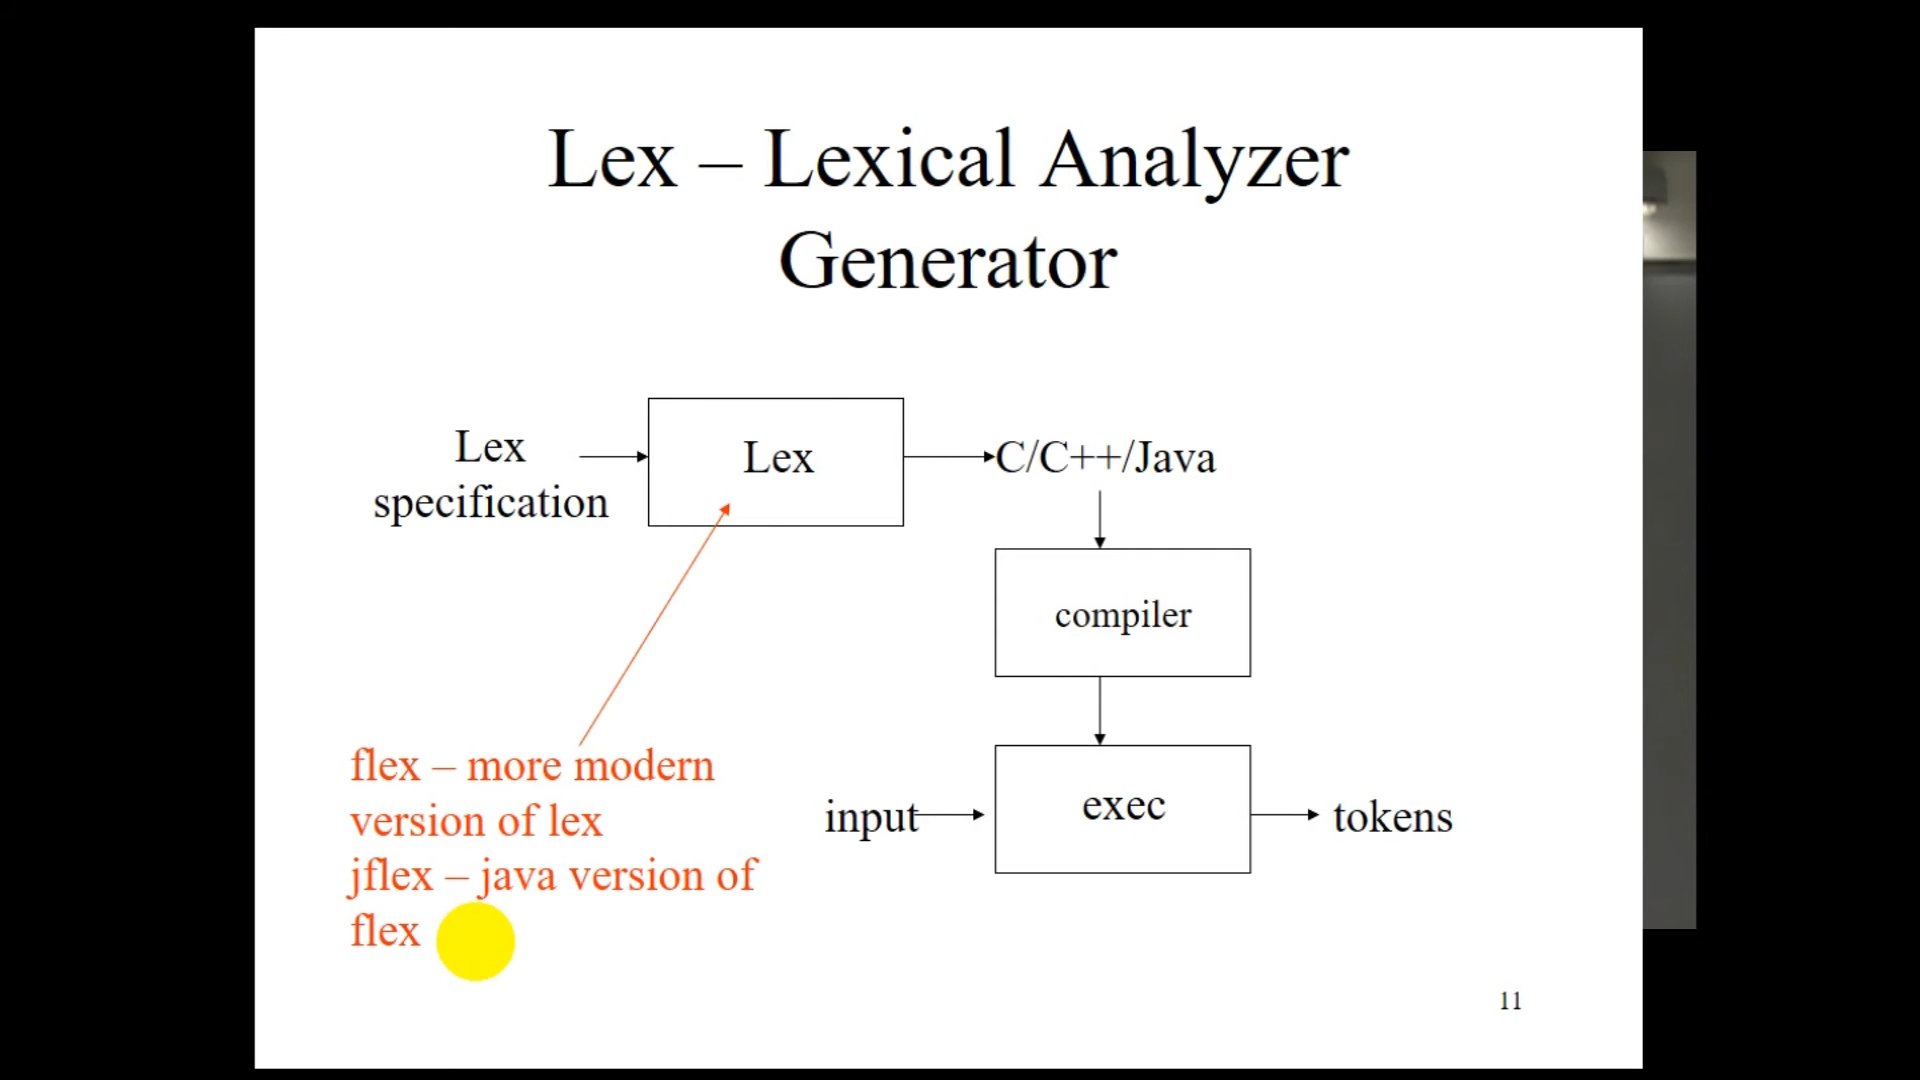 Lex – Lexical Analyzer
Generator
Lex
specification
Lex
C/C++/Java
compiler
flex – more modern
version of lex
jflex – java version of
flex
input
exec
tokens
11